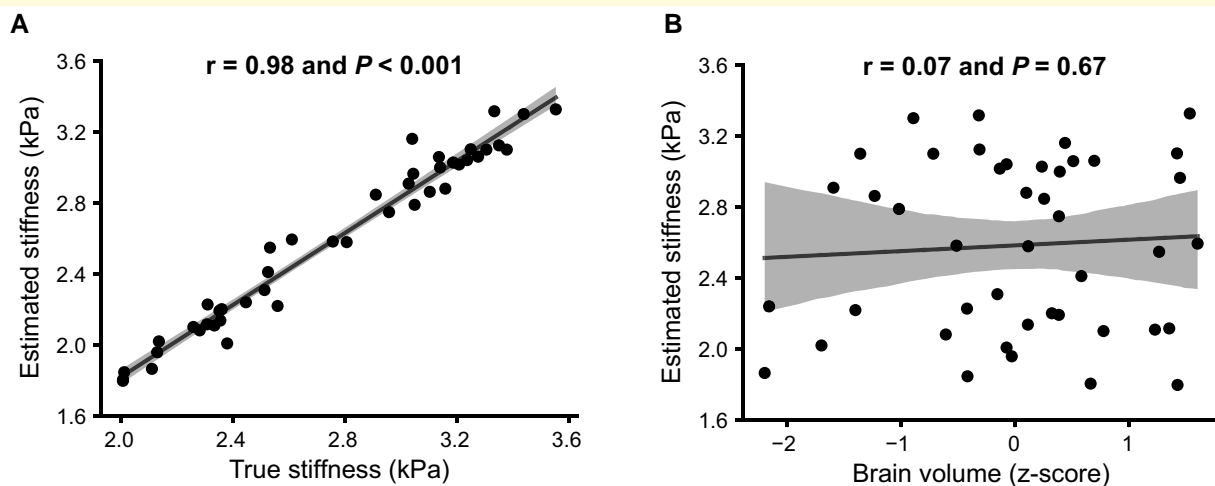 A
r = 0.98 and P < 0.001
Estimated stiffness (kPa)
3.6
3.2
2.8
2.4
2.0
1.6
2.0 2.4 2.8 3.2 3.6
True stiffness (kPa)
B
r = 0.07 and P = 0.67
Estimated stiffness (kPa)
3.6
3.2
2.8
2.4
2.0
1.6
−2 −1 0 1
Brain volume (z-score)